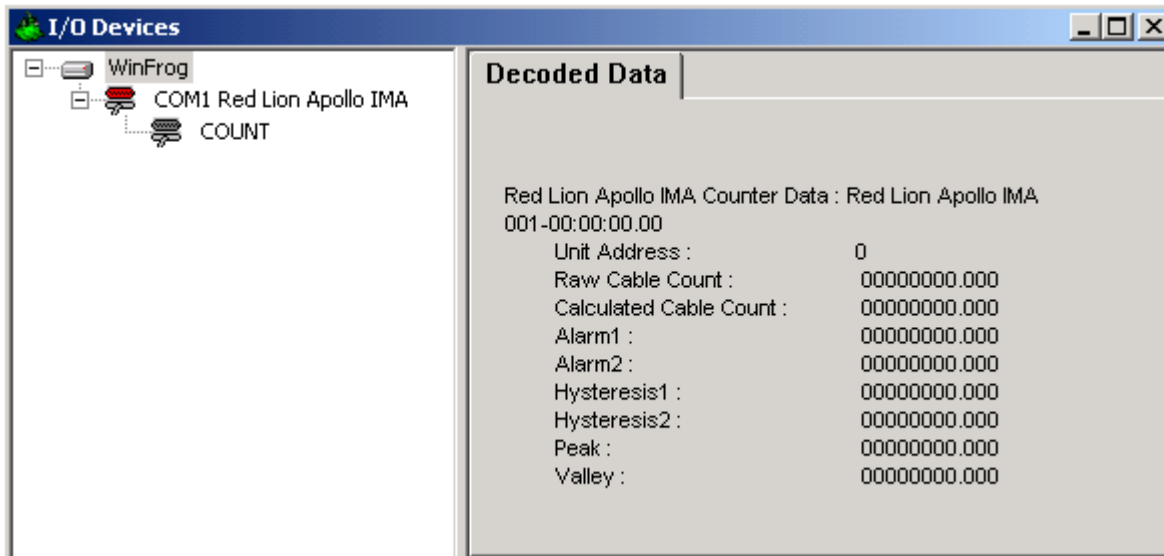 I/O Devices
WinFrog
COM1 Red Lion Apollo IMA
COUNT
Decoded Data
Red Lion Apollo IMA Counter Data : Red Lion Apollo IMA
001-00:00:00.00
Unit Address : 0
Raw Cable Count : 00000000.000
Calculated Cable Count : 00000000.000
Alarm1 : 00000000.000
Alarm2 : 00000000.000
Hysteresis1 : 00000000.000
Hysteresis2 : 00000000.000
Peak : 00000000.000
Valley : 00000000.000